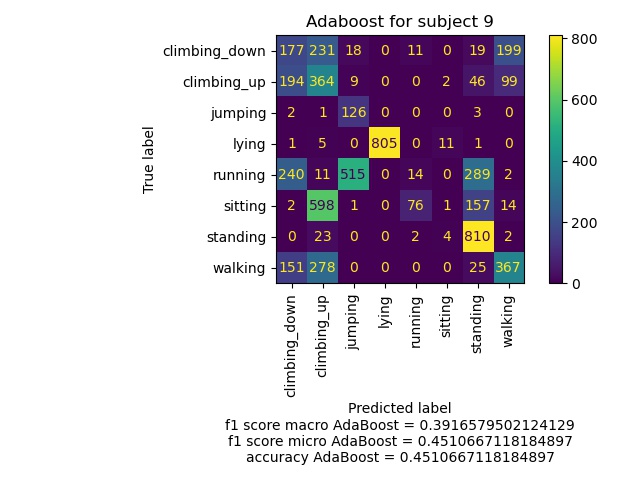 Adaboost for subject 9
climbing_down 177 231 18 0 11 0 19 199
climbing_up 194 364 9 0 0 2 46 99
jumping 2 1 126 0 0 0 3 0
lying 1 5 0 805 0 11 1 0
running 240 11 515 0 14 0 289 2
sitting 2 598 1 0 76 1 157 14
standing 0 23 0 0 2 4 810 2
walking 151 278 0 0 0 0 25 367
True label
climbing_down climbing_up jumping lying running sitting standing walking
Predicted label
800
600
400
200
0
f1 score macro AdaBoost = 0.3916579502124129
f1 score micro AdaBoost = 0.4510667118184897
accuracy AdaBoost = 0.4510667118184897